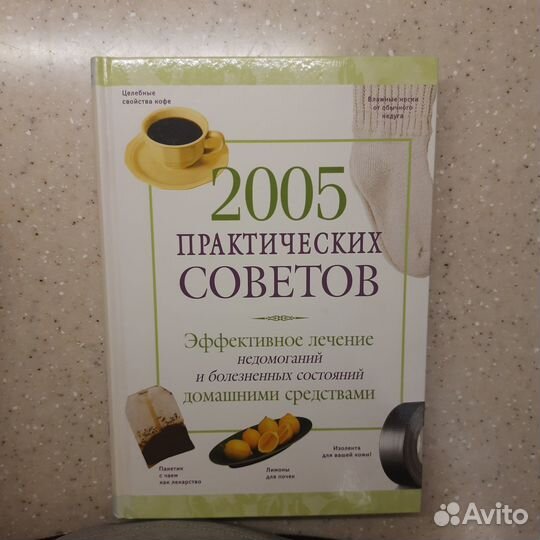 Целебные
свойства кофе
Влажные носки
от обычного
недуга
2005
ПРАКТИЧЕСКИХ
СОВЕТОВ
Эффективное лечение
недомоганий
и болезненных состояний
домашними средствами
Пакетик
с чаем
как лекарство
Лимоны
для почек
Изолента
для вашей кожи!
Avito